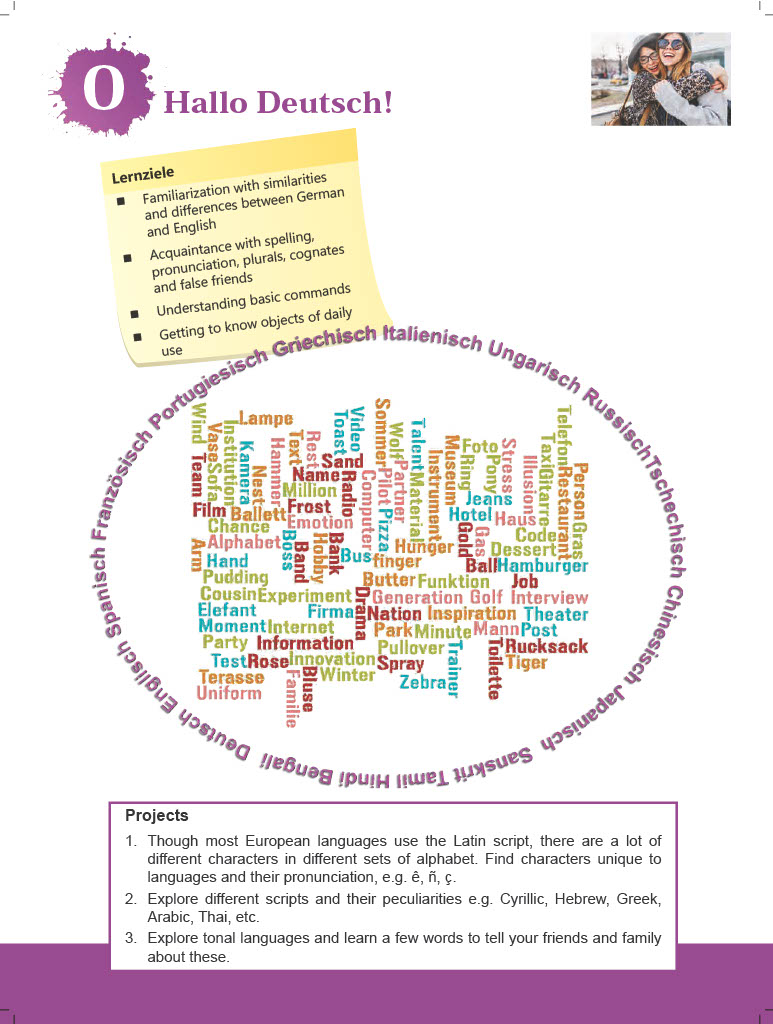 0
Hallo Deutsch!
Lernziele
■ Familiarization with similarities
and differences between German
and English
■ Acquaintance with spelling,
pronunciation, plurals, cognates
and false friends
■ Understanding basic commands
■ Getting to know objects of daily
use
Deutsch Englisch Spanisch Französisch Portugiesisch Griechisch Italienisch Ungarisch Russisch Tschechisch Chinesisch Japanisch Sanskrit Tamil Hindi Bengali
Wind
Vase
Institution
Lampe
Text
Rest
Toast
Video
Sommer
Wolf
Talent
Telefon
Team
Sofa
Kamera
Nest
Hammer
Sand
Name
Million
Radio
Computer
Pilot
Partner
Material
Instrument
Museum
Foto
Ring
Pony
Stress
Illusion
Taxi
Gitarre
Restaurant
Person
Gras
Jeans
Film
Ballett
Frost
Emotion
Chance
Pizza
Hotel
Haus
Code
Arm
Alphabet
Boss
Band
Hobby
Bank
Bus
finger
Hunger
Gold
Gas
Dessert
Hand
Ball
Hamburger
Pudding
Butter
Funktion
Job
Cousin
Experiment
Drama
Generation
Golf
Interview
Elefant
Firma
Nation
Inspiration
Theater
Moment
Internet
Park
Minute
Mann
Post
Party
Information
Pullover
Trainer
Toilette
Rucksack
Test
Rose
Innovation
Spray
Tiger
Terasse
Familie
Bluse
Winter
Zebra
Uniform
Projects
1. Though most European languages use the Latin script, there are a lot of
different characters in different sets of alphabet. Find characters unique to
languages and their pronunciation, e.g. ê, ñ, ç.
2. Explore different scripts and their peculiarities e.g. Cyrillic, Hebrew, Greek,
Arabic, Thai, etc.
3. Explore tonal languages and learn a few words to tell your friends and family
about these.